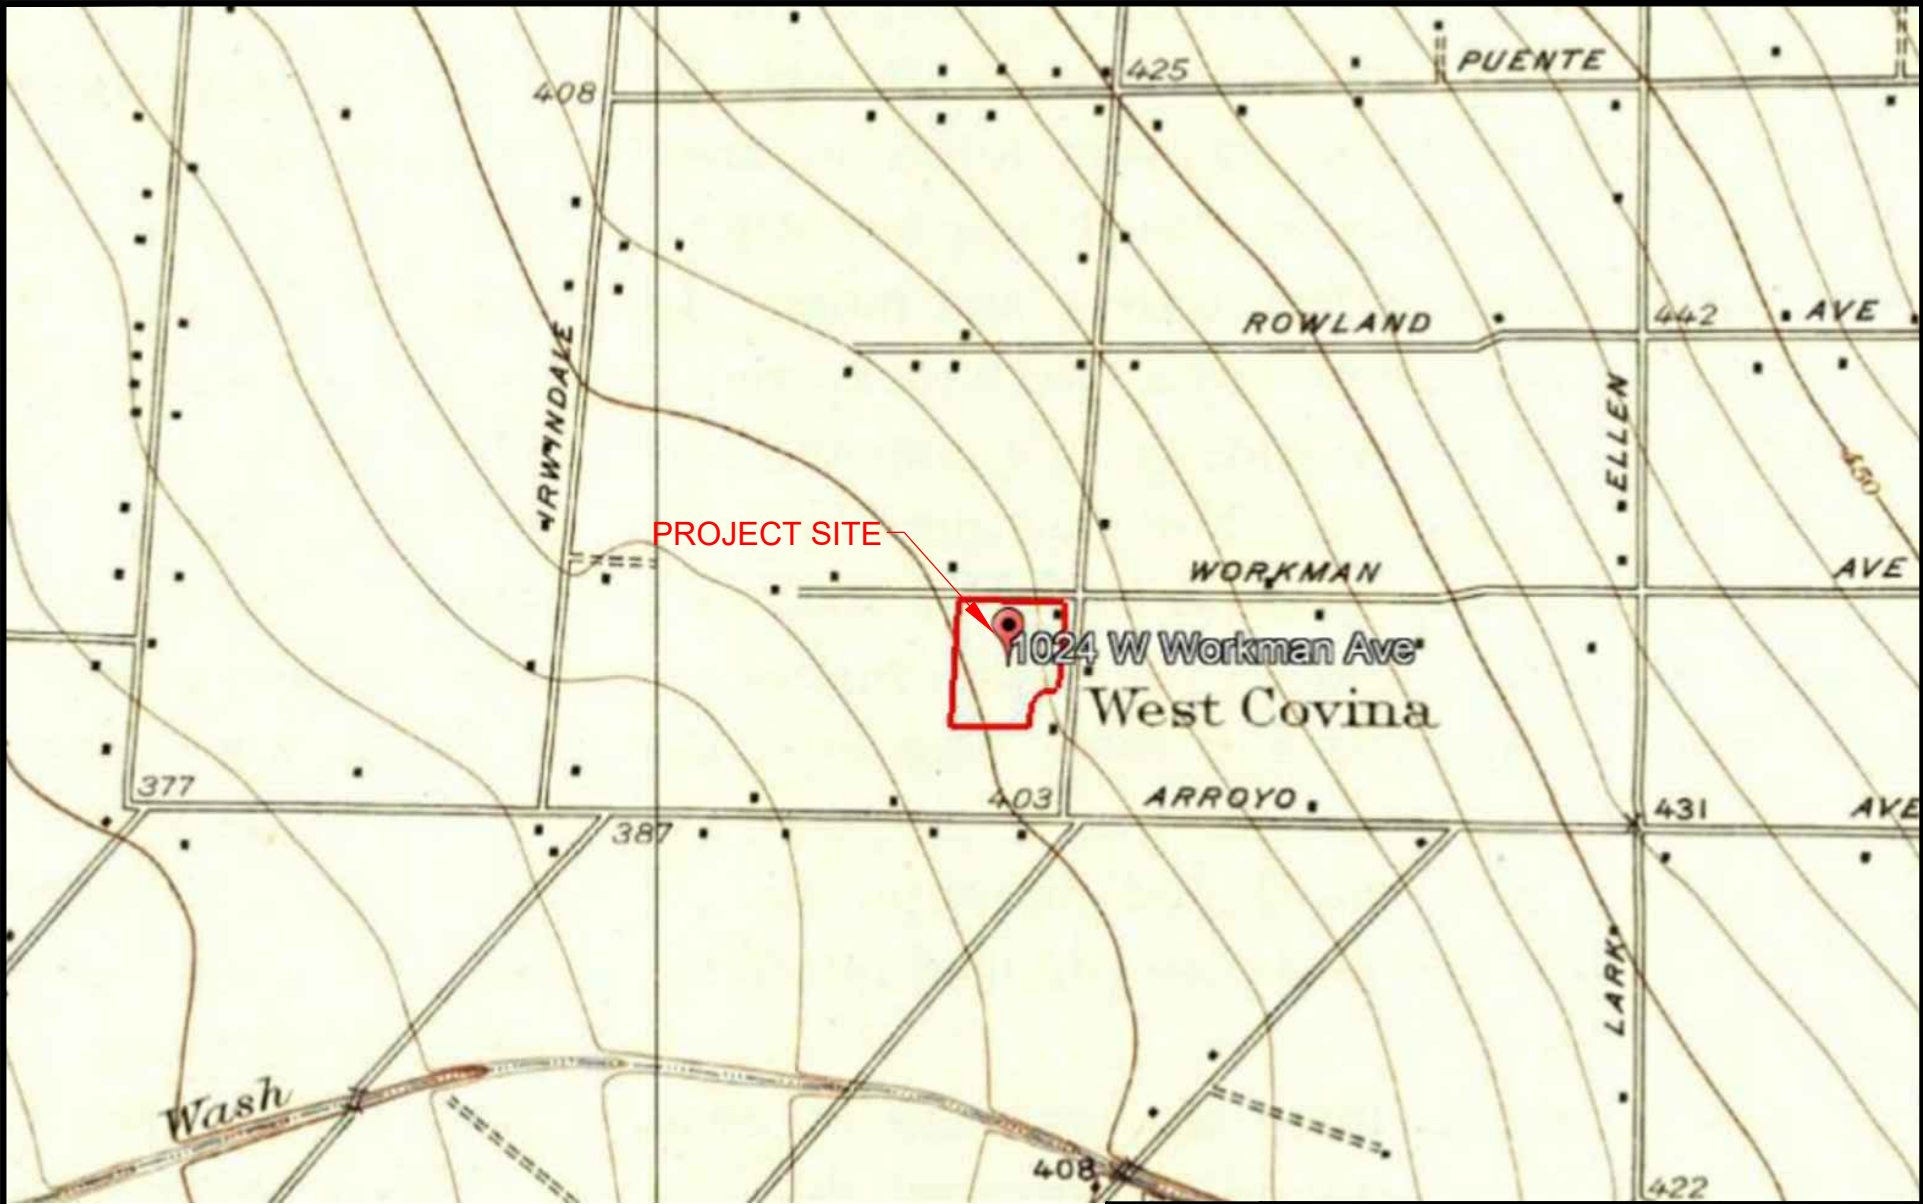 PUENTE
425
408
ROWLAND
442
AVE
IRWINDALE
ELLEN
450
PROJECT SITE
WORKMAN
AVE
1024 W Workman Ave
West Covina
377
403
ARROYO
431
AVE
387
LARK
Wash
408
422